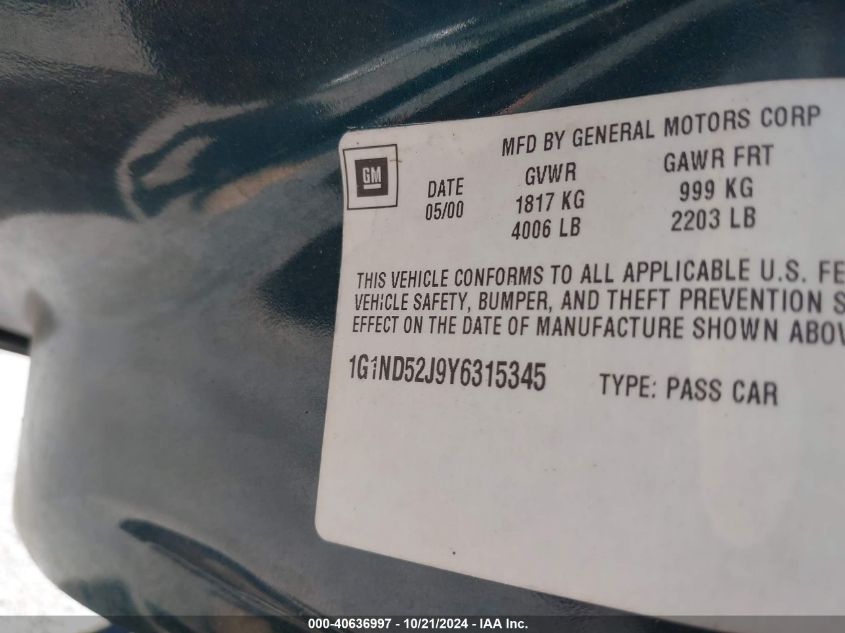 MFD BY GENERAL MOTORS CORP
GM
DATE GVWR GAWR FRT
05/00 1817 KG 999 KG
4006 LB 2203 LB
THIS VEHICLE CONFORMS TO ALL APPLICABLE U.S. FE
VEHICLE SAFETY, BUMPER, AND THEFT PREVENTION S
EFFECT ON THE DATE OF MANUFACTURE SHOWN ABOV
1G1ND52J9Y6315345 TYPE: PASS CAR
000-40636997 - 10/21/2024 - IAA Inc.